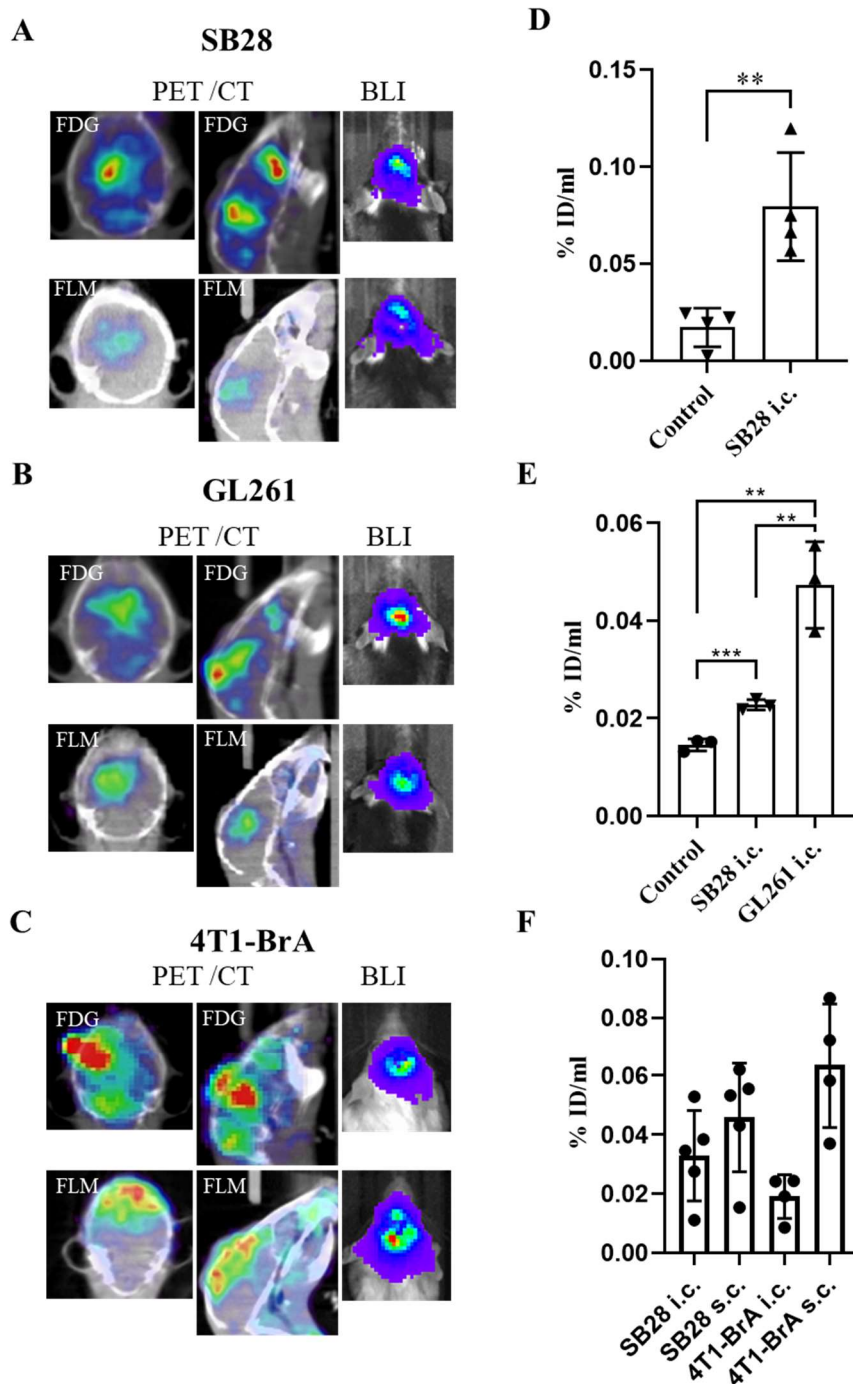 A
SB28
PET /CT
BLI
FDG
FDG
FLM
FLM
B
GL261
PET /CT
BLI
FDG
FDG
FLM
FLM
C
4T1-BrA
PET /CT
BLI
FDG
FDG
FLM
FLM
D
**
0.15
0.10
0.05
0.00
% ID/ml
Control
SB28 i.c.
E
**
**
***
0.06
0.04
0.02
0.00
% ID/ml
Control
SB28 i.c.
GL261 i.c.
F
0.10
0.08
0.06
0.04
0.02
0.00
% ID/ml
SB28 i.c.
SB28 s.c.
4T1-BrA i.c.
4T1-BrA s.c.